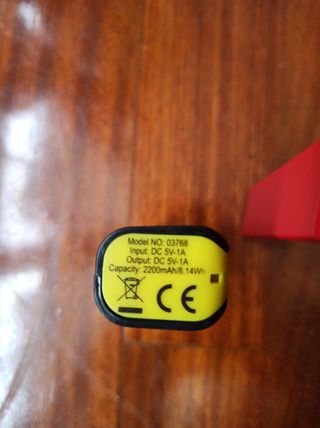 Model NO: 03768
Input: DC 5V-1A
Output: DC 5V-1A
Capacity: 2200mAh/8.14Wh
CE